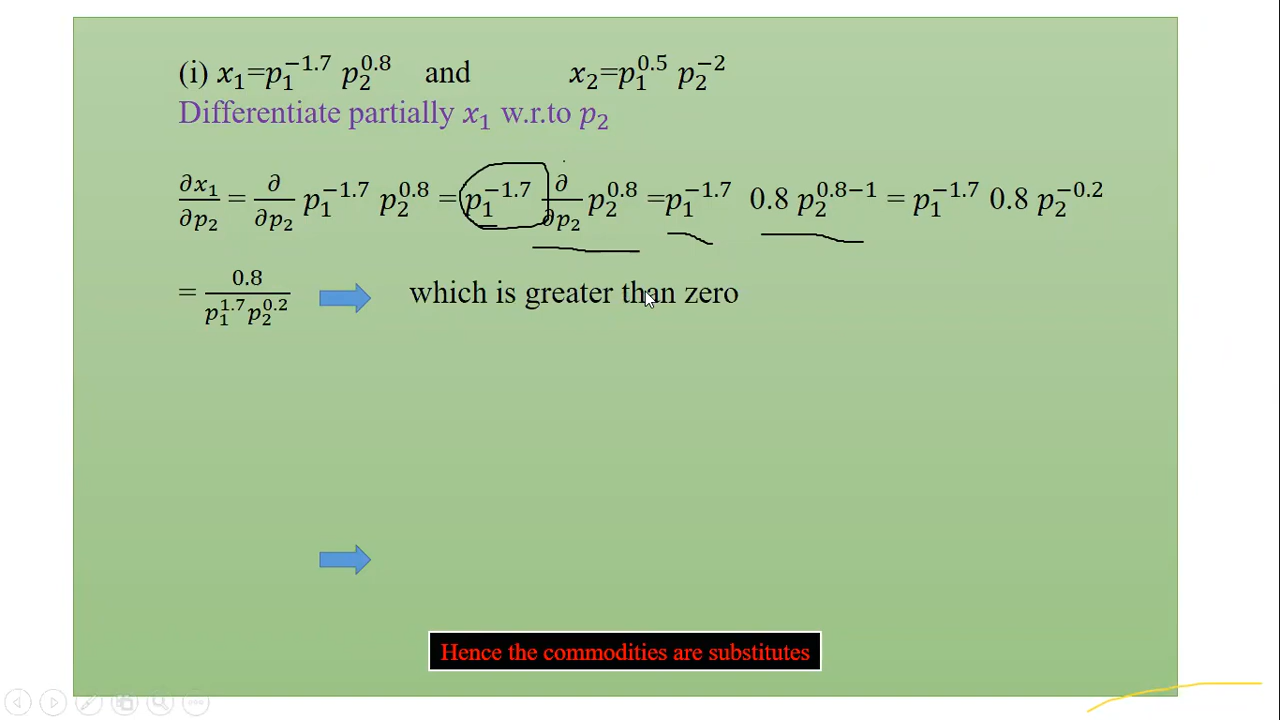 (i) x₁=p₁^−1.7 p₂^0.8 and x₂=p₁^0.5 p₂^−2
Differentiate partially x₁ w.r.to p₂
∂x₁/∂p₂ = ∂/∂p₂ p₁^−1.7 p₂^0.8 = p₁^−1.7 ∂/∂p₂ p₂^0.8 =p₁^−1.7 0.8 p₂^0.8−1 = p₁^−1.7 0.8 p₂^−0.2
= 0.8/p₁^1.7 p₂^0.2 which is greater than zero
Hence the commodities are substitutes